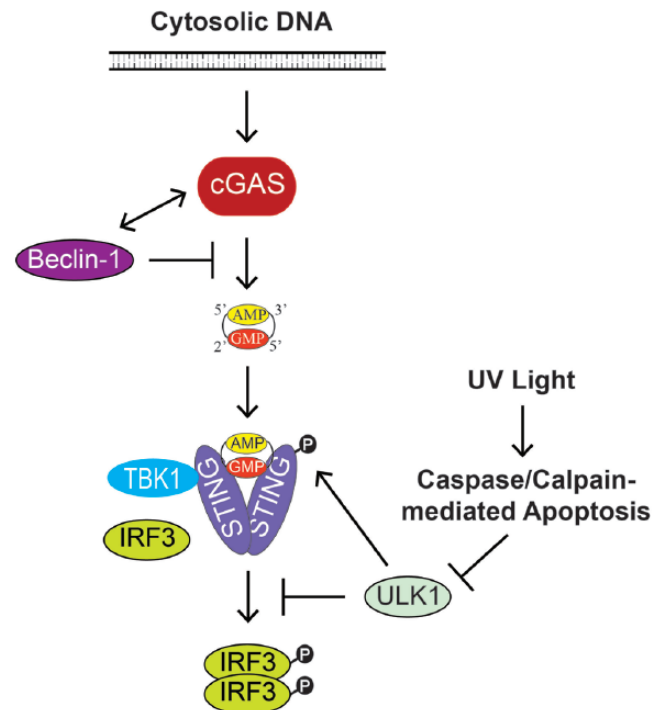 Cytosolic DNA
cGAS
Beclin-1
5’ AMP 3’
2’ GMP 5’
UV Light
AMP
GMP
P
STING
STING
TBK1
Caspase/Calpain-
mediated Apoptosis
IRF3
ULK1
IRF3 P
IRF3 P